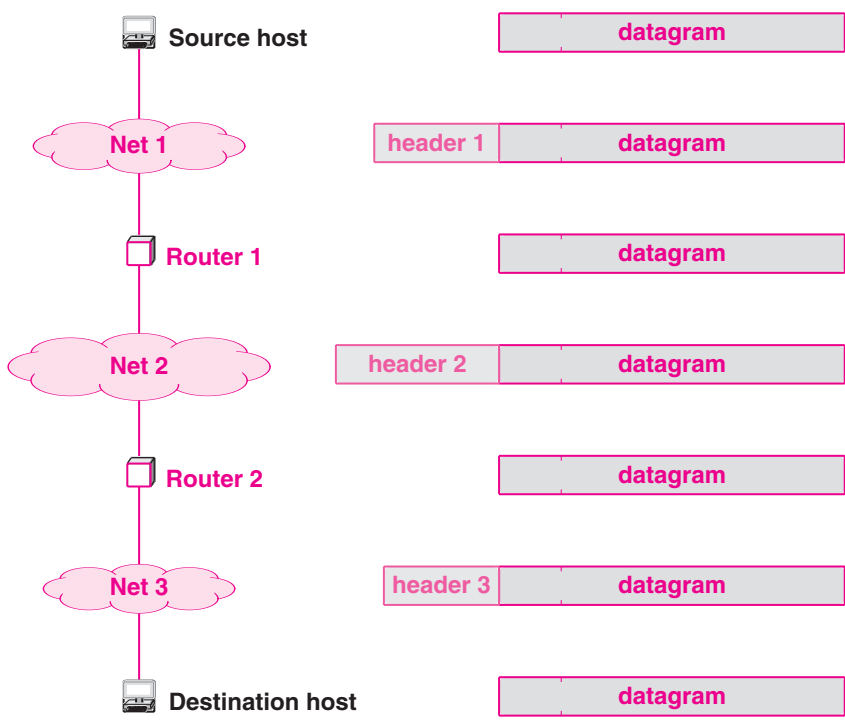 Source host datagram
Net 1 header 1 datagram
Router 1 datagram
Net 2 header 2 datagram
Router 2 datagram
Net 3 header 3 datagram
Destination host datagram